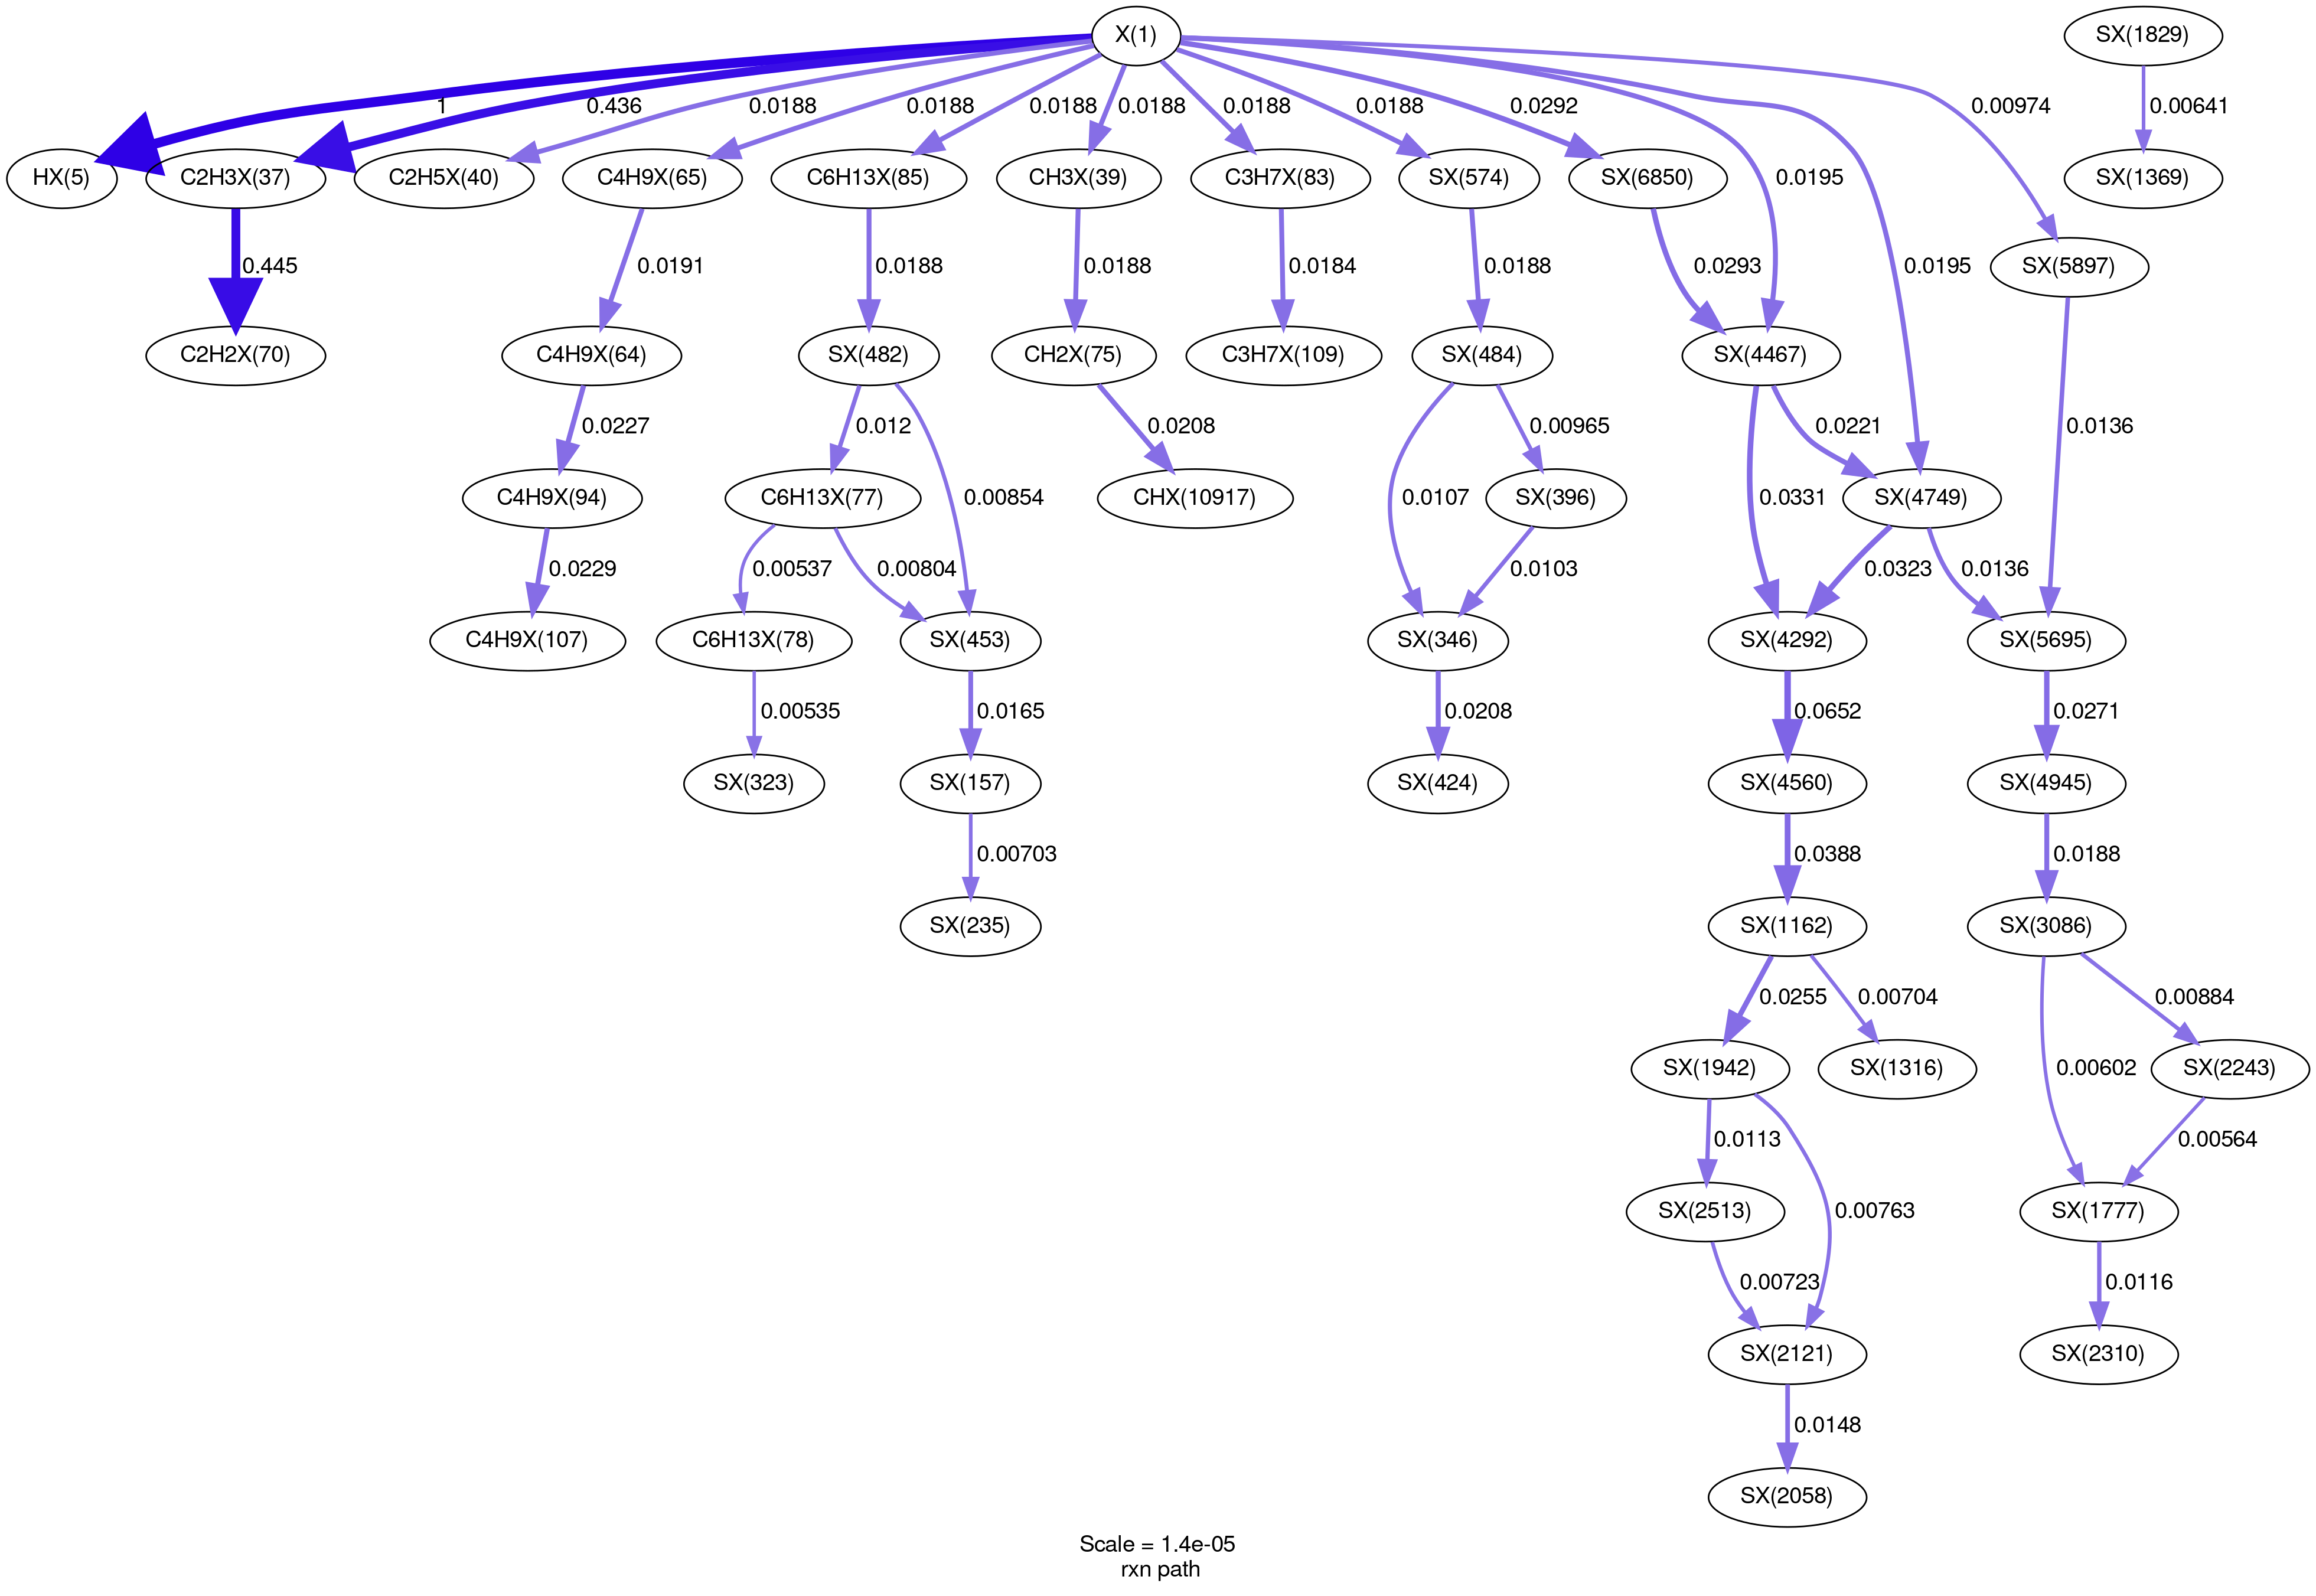 X(1)
SX(1829)
1
0.436
0.0188
0.0188
0.0188
0.0188
0.0188
0.0188
0.0292
0.00974
0.00641
HX(5)
C2H3X(37)
C2H5X(40)
C4H9X(65)
C6H13X(85)
CH3X(39)
C3H7X(83)
SX(574)
SX(6850)
0.0195
SX(1369)
0.445
0.0191
0.0188
0.0188
0.0184
0.0188
0.0293
0.0195
SX(5897)
C2H2X(70)
C4H9X(64)
SX(482)
CH2X(75)
C3H7X(109)
SX(484)
SX(4467)
0.0227
0.012
0.0208
0.00965
0.0221
0.0136
C4H9X(94)
C6H13X(77)
0.00854
CHX(10917)
0.0107
SX(396)
0.0331
SX(4749)
0.0229
0.00537
0.00804
0.0103
0.0323
0.0136
C4H9X(107)
C6H13X(78)
SX(453)
SX(346)
SX(4292)
SX(5695)
0.00535
0.0165
0.0208
0.0652
0.0271
SX(323)
SX(157)
SX(424)
SX(4560)
SX(4945)
0.00703
0.0388
0.0188
SX(235)
SX(1162)
SX(3086)
0.0255
0.00704
0.00884
SX(1942)
SX(1316)
0.00602
SX(2243)
0.0113
0.00564
SX(2513)
0.00763
SX(1777)
0.00723
0.0116
SX(2121)
SX(2310)
0.0148
SX(2058)
Scale = 1.4e-05
rxn path